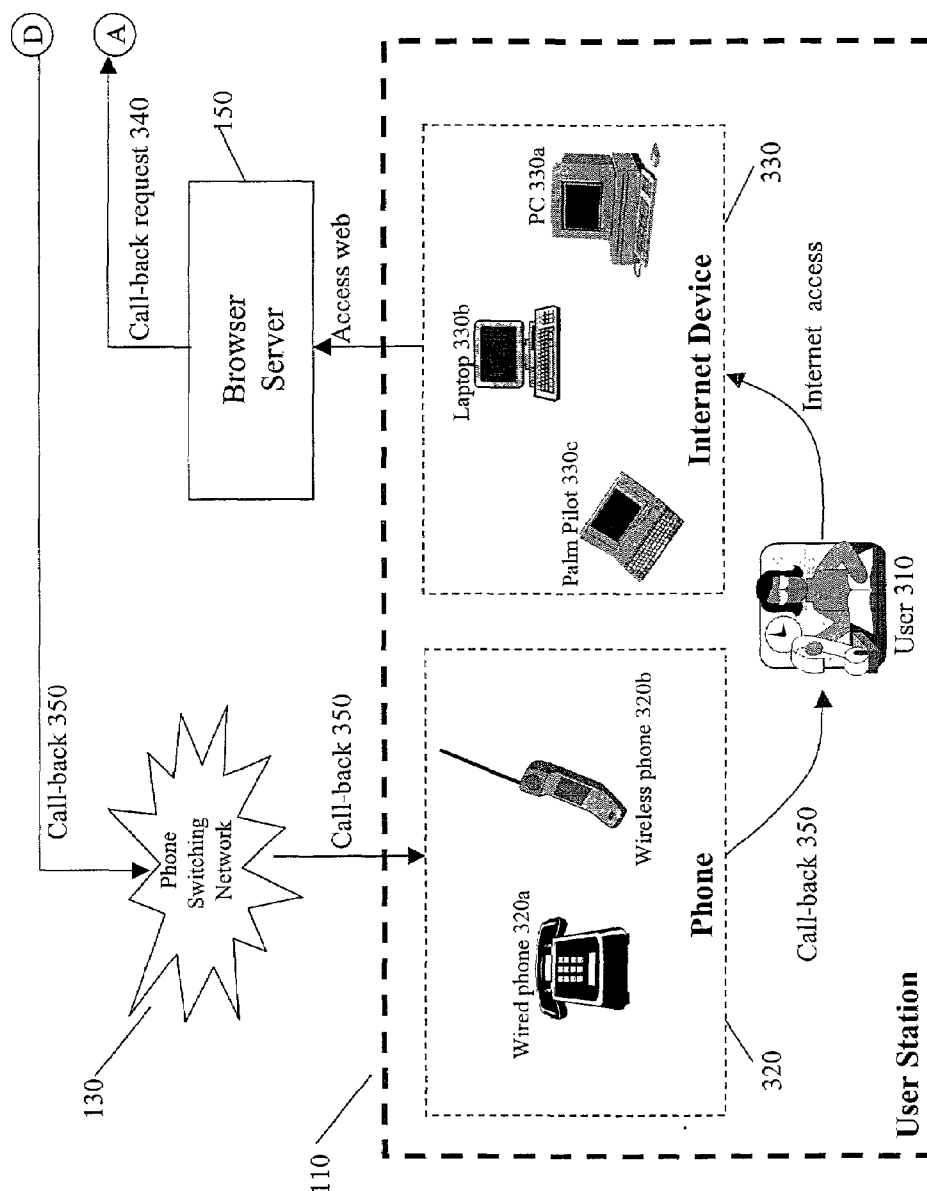 D
A
Call-back 350
Call-back request 340
150
130
Phone
Switching
Network
Browser
Server
Call-back 350
Access web
110
Wired phone 320a
Wireless phone 320b
Phone
320
Palm Pilot 330c
Laptop 330b
PC 330a
Internet Device
330
Call-back 350
Internet access
User 310
User Station